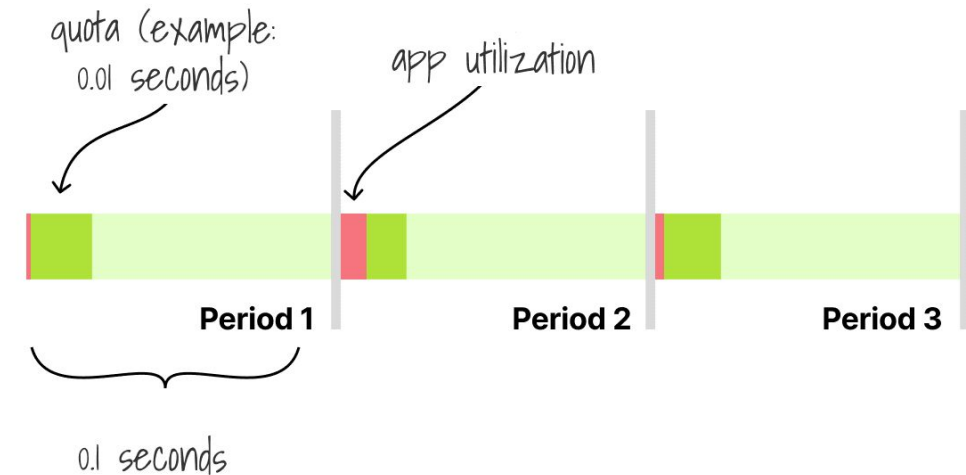 quota (example:
0.01 seconds)
app utilization
Period 1
Period 2
Period 3
0.1 seconds